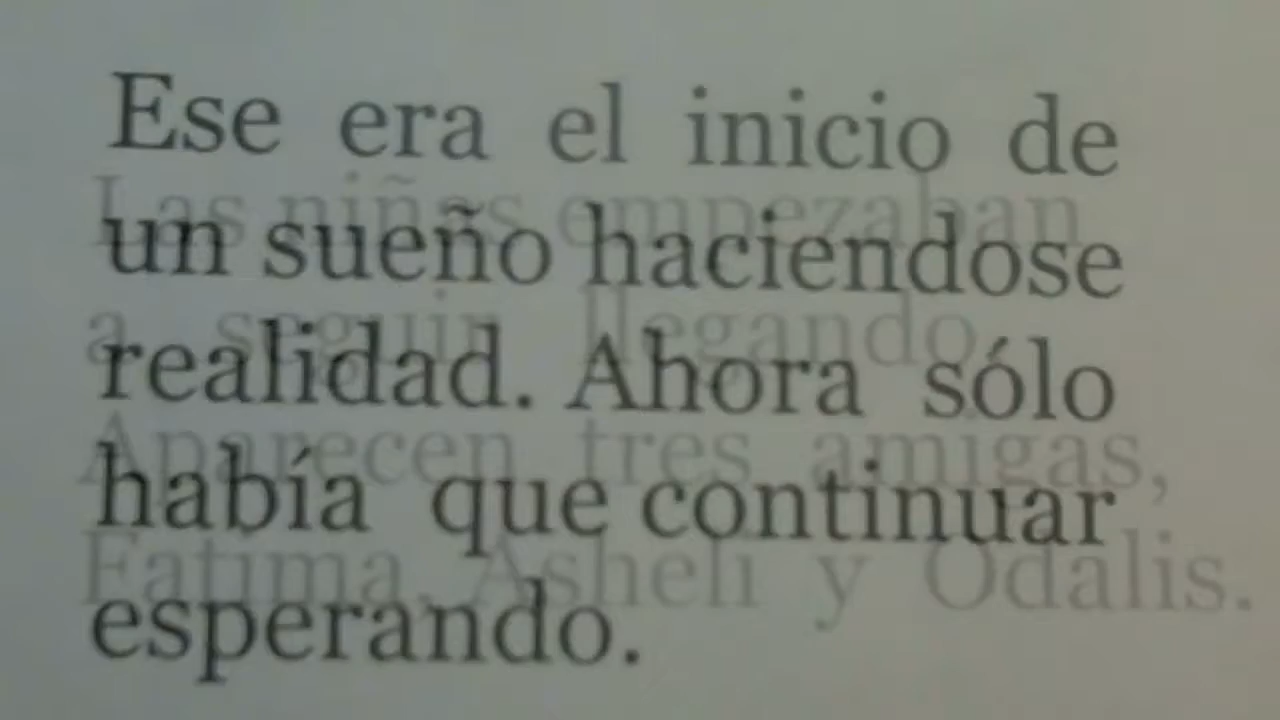 Ese era el inicio de
un sueño haciendose
realidad. Ahora sólo
había que continuar
esperando.
Las niñas empezaban
a seguir llegando
Aparecen tres amigas,
Fatima, Asheli y Odalis.